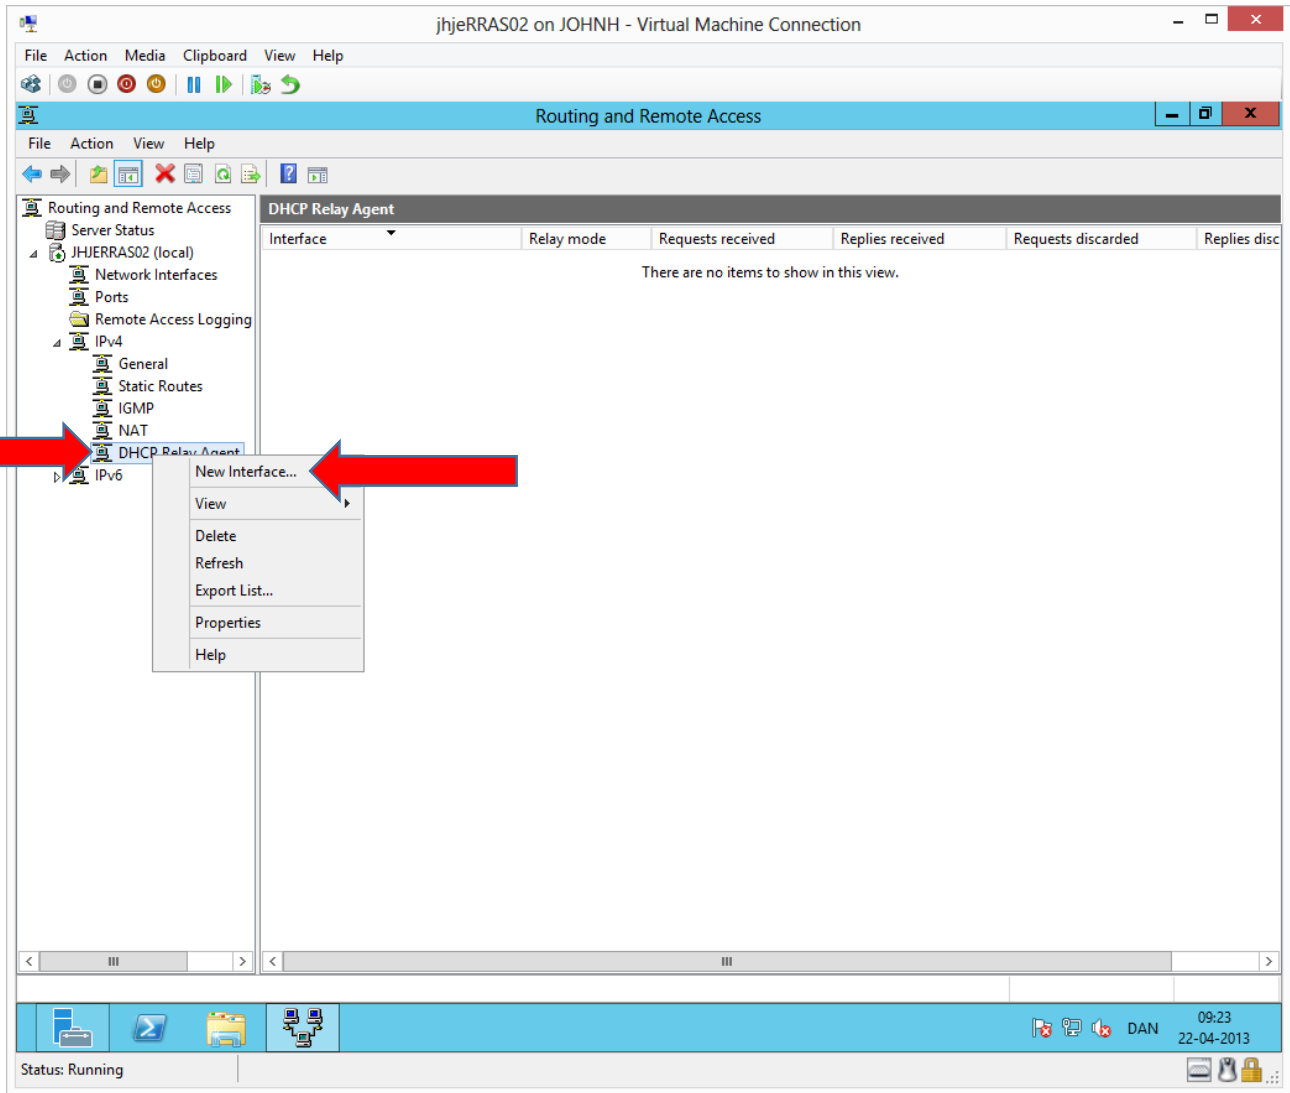 jhjeRRAS02 on JOHNH - Virtual Machine Connection
File Action Media Clipboard View Help
Routing and Remote Access
File Action View Help
Routing and Remote Access
Server Status
JHJERRAS02 (local)
Network Interfaces
Ports
Remote Access Logging
IPv4
General
Static Routes
IGMP
NAT
DHCP Relay Agent
IPv6
DHCP Relay Agent
Interface Relay mode Requests received Replies received Requests discarded Replies disc
There are no items to show in this view.
New Interface...
View
Delete
Refresh
Export List...
Properties
Help
DAN
09:23
22-04-2013
Status: Running